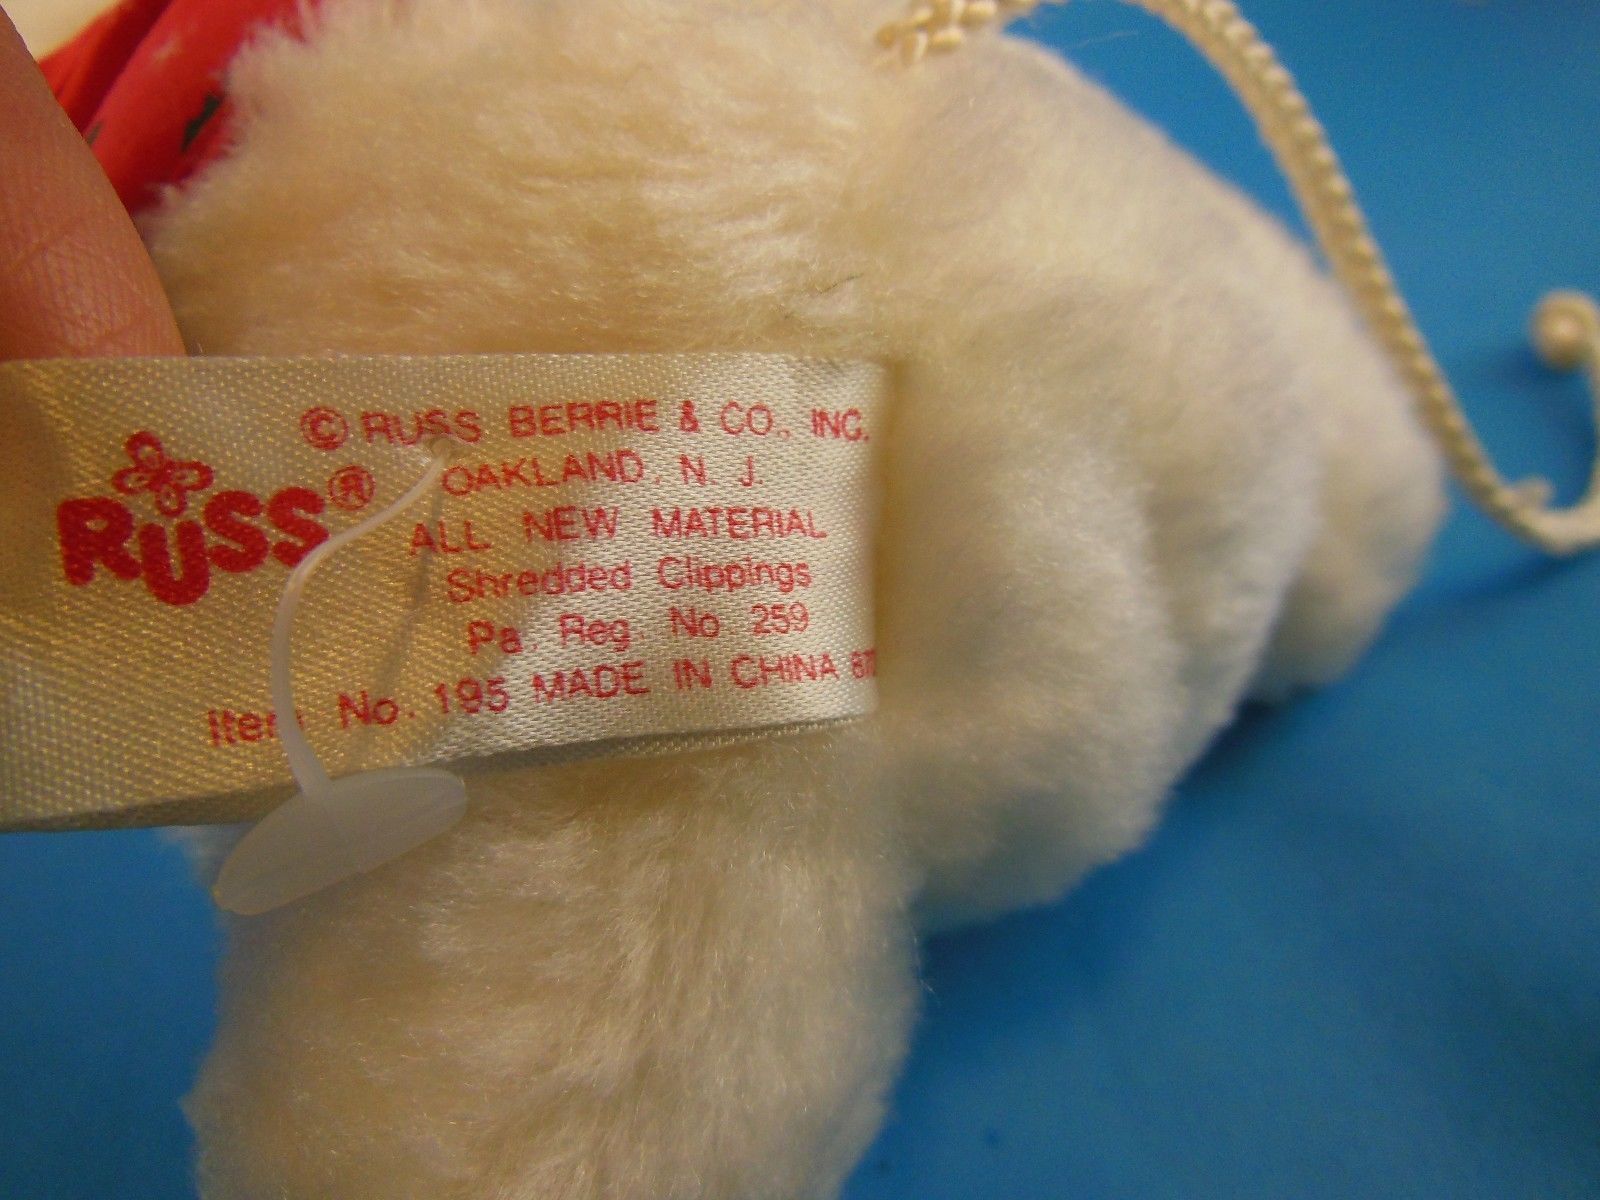 © RUSS BERRIE & CO., INC.
RUSS®
OAKLAND, N. J.
ALL NEW MATERIAL
Shredded Clippings
Pa. Reg. No 259
Item No. 195 MADE IN CHINA